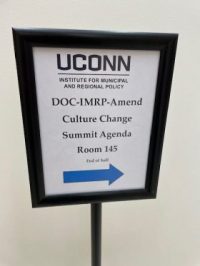 UCONN
INSTITUTE FOR MUNICIPAL
AND REGIONAL POLICY
DOC-IMRP-Amend
Culture Change
Summit Agenda
Room 145
End of hall